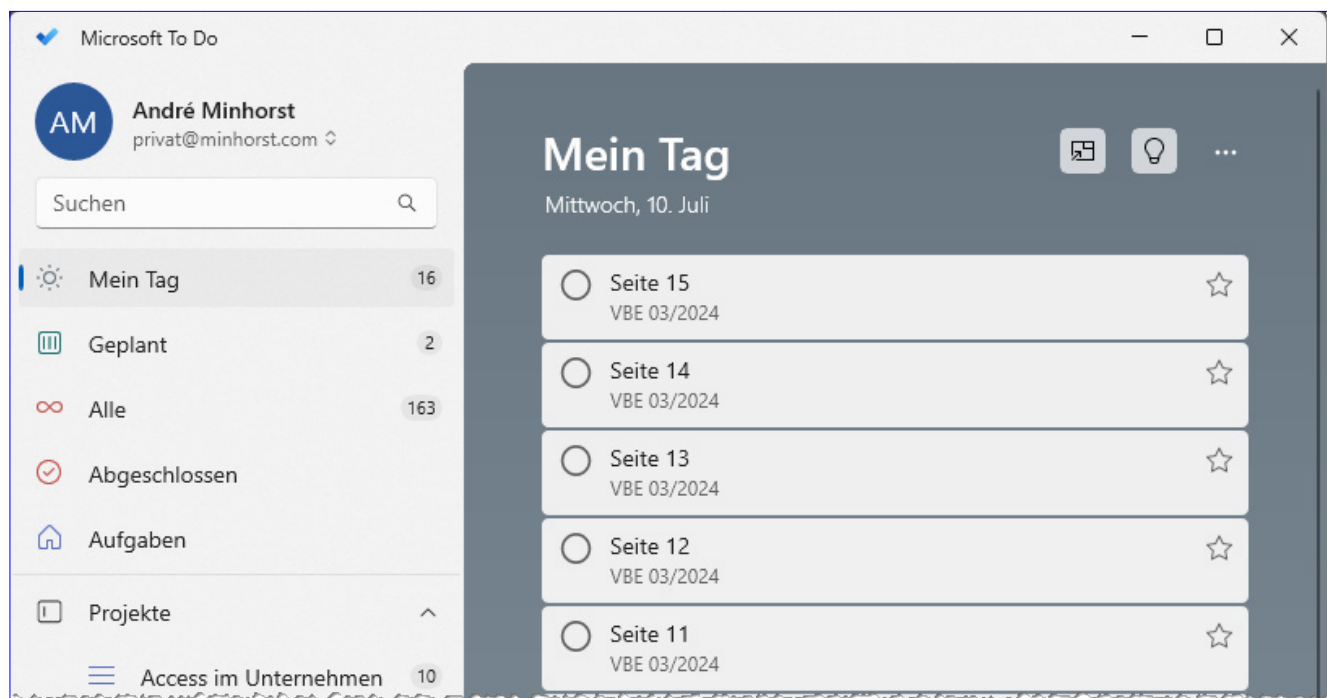 Microsoft To Do
AM
André Minhorst
privat@minhorst.com
Suchen
Mein Tag 16
Geplant 2
Alle 163
Abgeschlossen
Aufgaben
Projekte
Access im Unternehmen 10
Mein Tag
Mittwoch, 10. Juli
Seite 15
VBE 03/2024
Seite 14
VBE 03/2024
Seite 13
VBE 03/2024
Seite 12
VBE 03/2024
Seite 11
VBE 03/2024